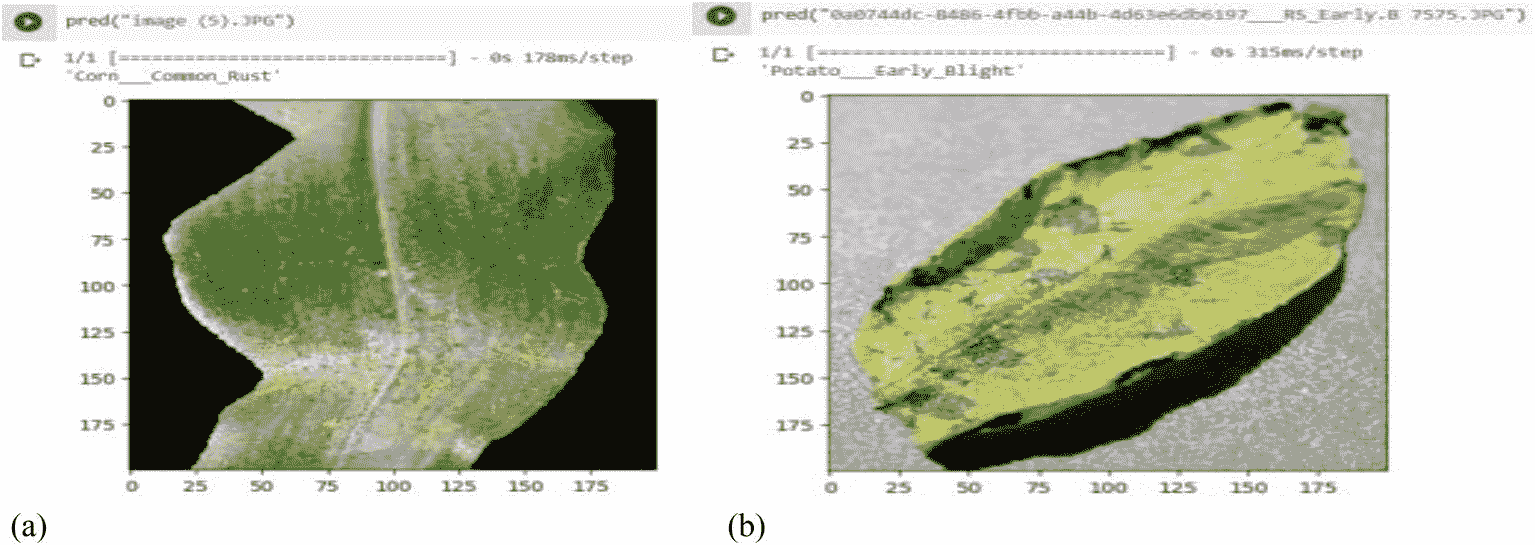 pred("image (5).JPG")
1/1 [==============================] - 0s 178ms/step
'Corn___Common_Rust'
0
25
50
75
100
125
150
175
0 25 50 75 100 125 150 175
(a)
pred("0a0744dc-8486-4fbb-a44b-4d63e6db6197___RS_Early.B 7575.JPG")
1/1 [==============================] - 0s 315ms/step
'Potato___Early_Blight'
0
25
50
75
100
125
150
175
0 25 50 75 100 125 150 175
(b)